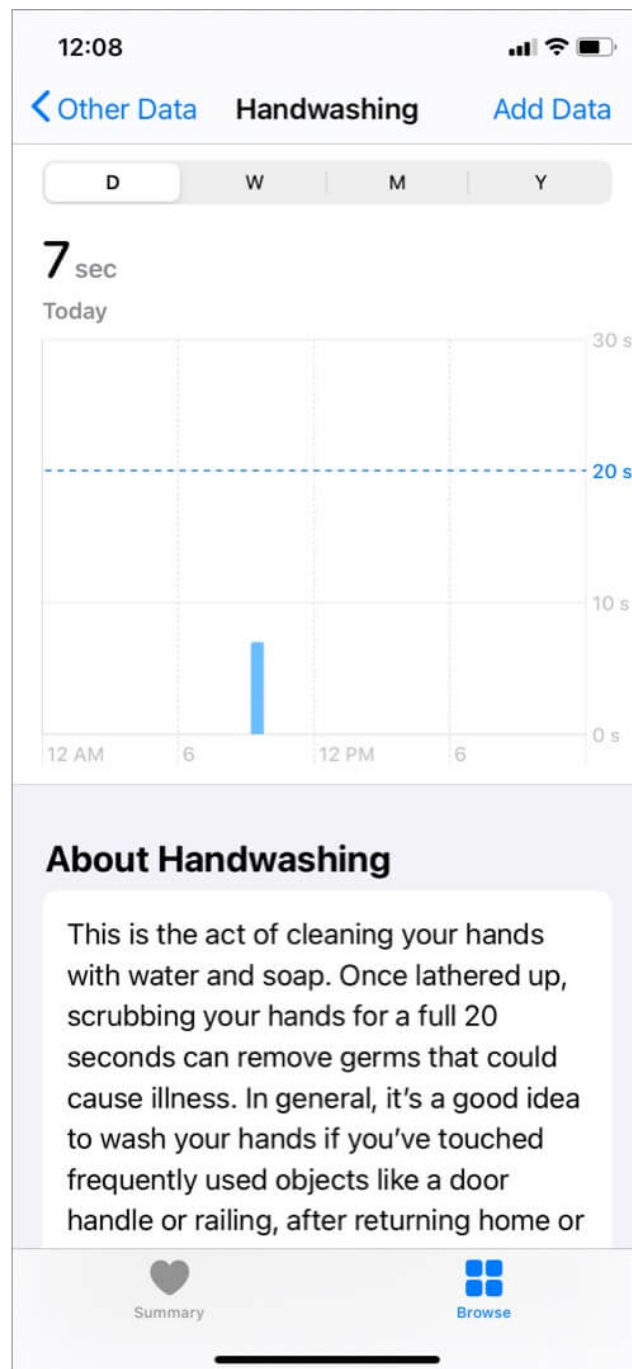 12:08
Other Data Handwashing Add Data
D W M Y
7 sec
Today
30 s
20 s
10 s
0 s
12 AM 6 12 PM 6
About Handwashing
This is the act of cleaning your hands
with water and soap. Once lathered up,
scrubbing your hands for a full 20
seconds can remove germs that could
cause illness. In general, it’s a good idea
to wash your hands if you’ve touched
frequently used objects like a door
handle or railing, after returning home or
Summary Browse